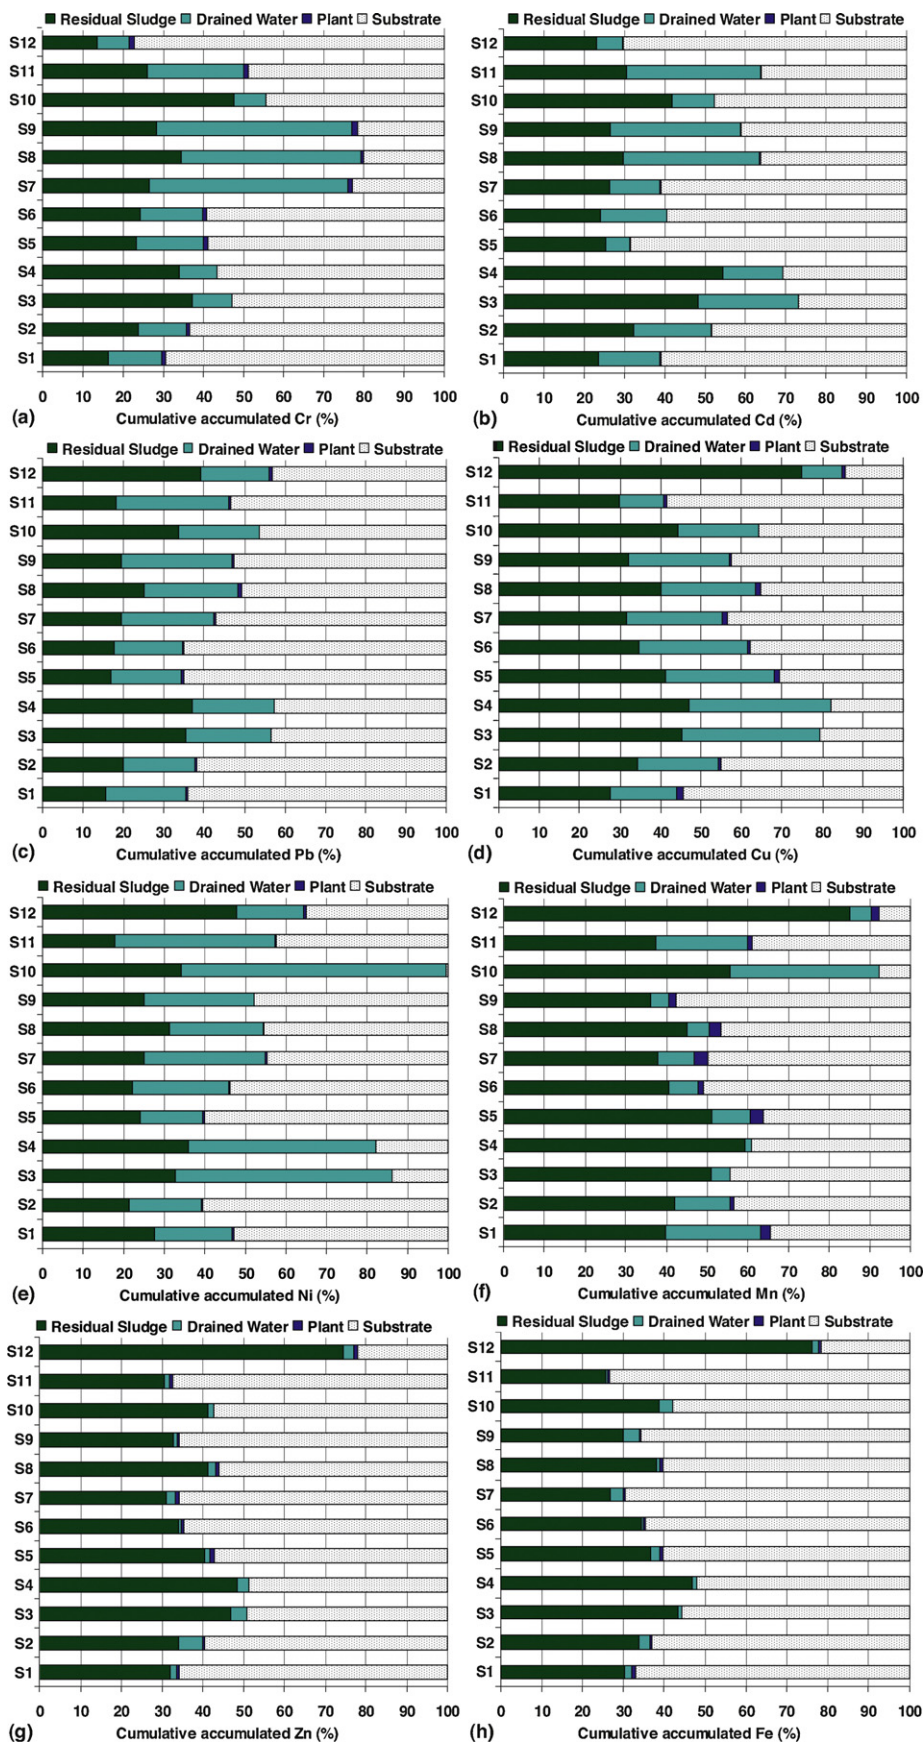 Residual Sludge Drained Water Plant Substrate
S12
S11
S10
S9
S8
S7
S6
S5
S4
S3
S2
S1
0 10 20 30 40 50 60 70 80 90 100
(a) Cumulative accumulated Cr (%)
Residual Sludge Drained Water Plant Substrate
S12
S11
S10
S9
S8
S7
S6
S5
S4
S3
S2
S1
0 10 20 30 40 50 60 70 80 90 100
(b) Cumulative accumulated Cd (%)
Residual Sludge Drained Water Plant Substrate
S12
S11
S10
S9
S8
S7
S6
S5
S4
S3
S2
S1
0 10 20 30 40 50 60 70 80 90 100
(c) Cumulative accumulated Pb (%)
Residual Sludge Drained Water Plant Substrate
S12
S11
S10
S9
S8
S7
S6
S5
S4
S3
S2
S1
0 10 20 30 40 50 60 70 80 90 100
(d) Cumulative accumulated Cu (%)
Residual Sludge Drained Water Plant Substrate
S12
S11
S10
S9
S8
S7
S6
S5
S4
S3
S2
S1
0 10 20 30 40 50 60 70 80 90 100
(e) Cumulative accumulated Ni (%)
Residual Sludge Drained Water Plant Substrate
S12
S11
S10
S9
S8
S7
S6
S5
S4
S3
S2
S1
0 10 20 30 40 50 60 70 80 90 100
(f) Cumulative accumulated Mn (%)
Residual Sludge Drained Water Plant Substrate
S12
S11
S10
S9
S8
S7
S6
S5
S4
S3
S2
S1
0 10 20 30 40 50 60 70 80 90 100
(g) Cumulative accumulated Zn (%)
Residual Sludge Drained Water Plant Substrate
S12
S11
S10
S9
S8
S7
S6
S5
S4
S3
S2
S1
0 10 20 30 40 50 60 70 80 90 100
(h) Cumulative accumulated Fe (%)